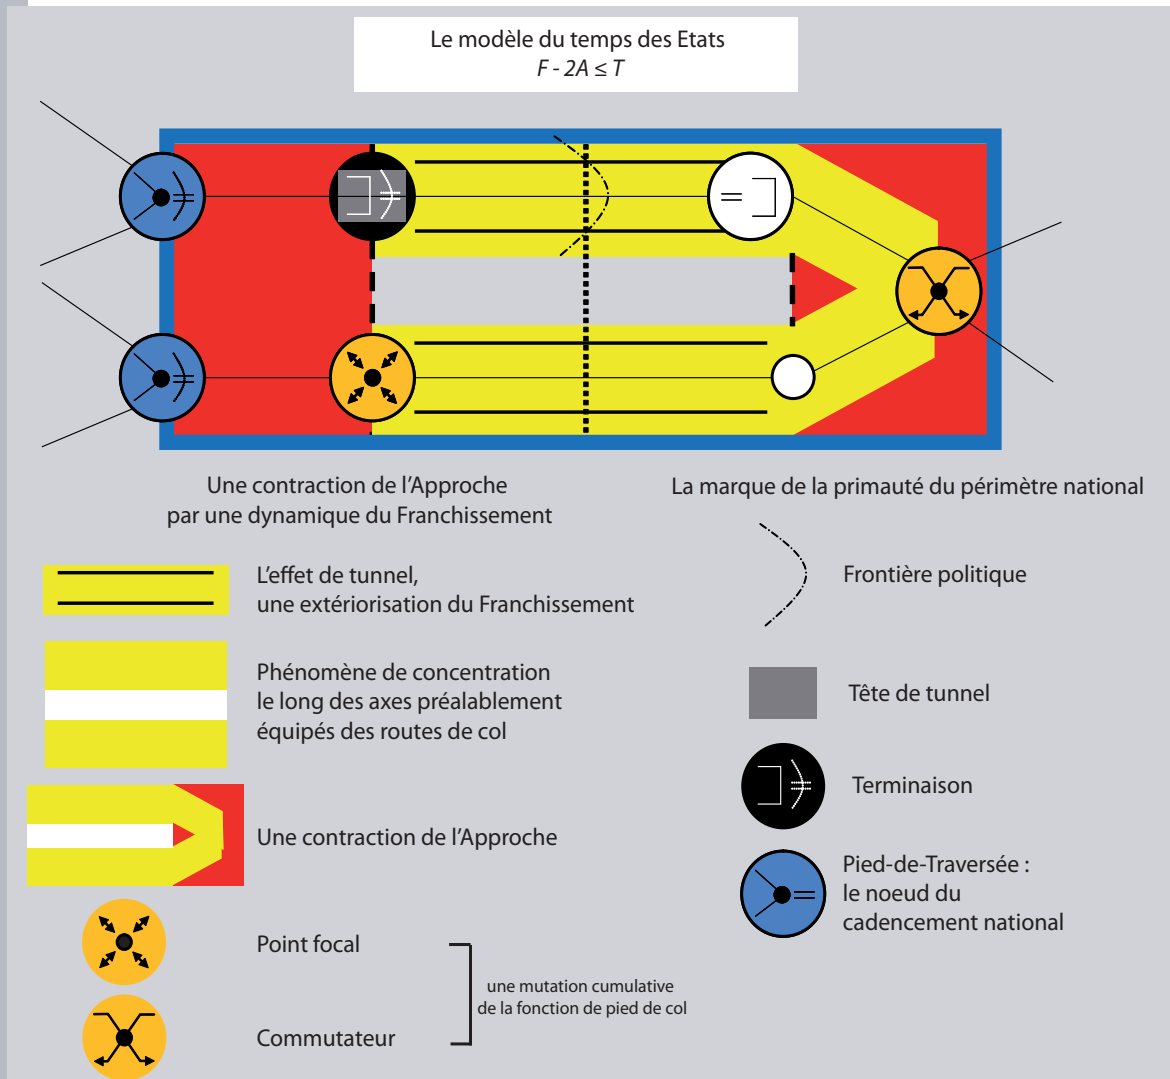 Le modèle du temps des Etats
F - 2A ≤ T
Une contraction de l'Approche
par une dynamique du Franchissement
L'effet de tunnel,
une extériorisation du Franchissement
Phénomène de concentration
le long des axes préalablement
équipés des routes de col
Une contraction de l'Approche
Point focal
Commutateur
une mutation cumulative
de la fonction de pied de col
La marque de la primauté du périmètre national
Frontière politique
Tête de tunnel
Terminaison
Pied-de-Traversée :
le noeud du
cadencement national